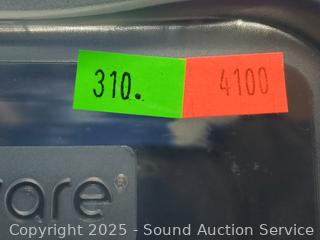 310. 4100
are®
Copyright 2025 - Sound Auction Service